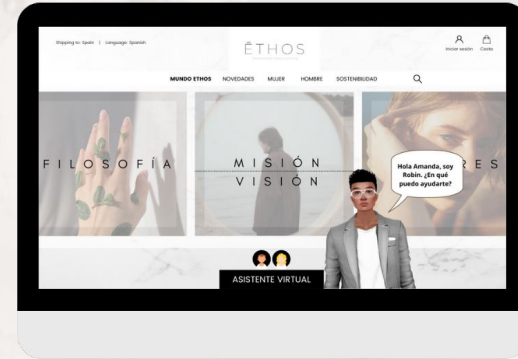 Shipping to: Spain | Language: Spanish
ÊTHOS
Iniciar sesión
Cesta
MUNDO ETHOS NOVEDADES MUJER HOMBRE SOSTENIBILIDAD
FILOSOFÍA
MISIÓN
VISIÓN
RES
Hola Amanda, soy
Robin. ¿En qué
puedo ayudarte?
ASISTENTE VIRTUAL